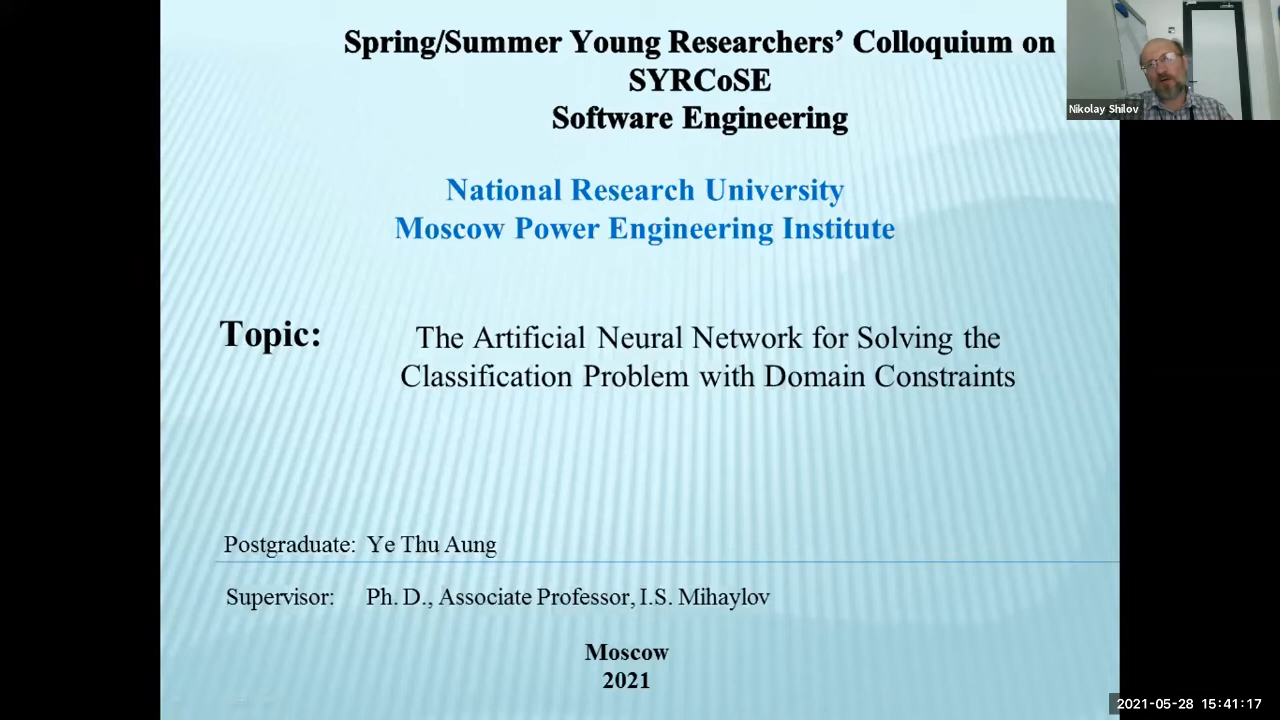 Spring/Summer Young Researchers’ Colloquium on
SYRCoSE
Software Engineering
Nikolay Shilov
National Research University
Moscow Power Engineering Institute
Topic:
The Artificial Neural Network for Solving the
Classification Problem with Domain Constraints
Postgraduate: Ye Thu Aung
Supervisor: Ph. D., Associate Professor, I.S. Mihaylov
Moscow
2021
2021-05-28 15:41:17